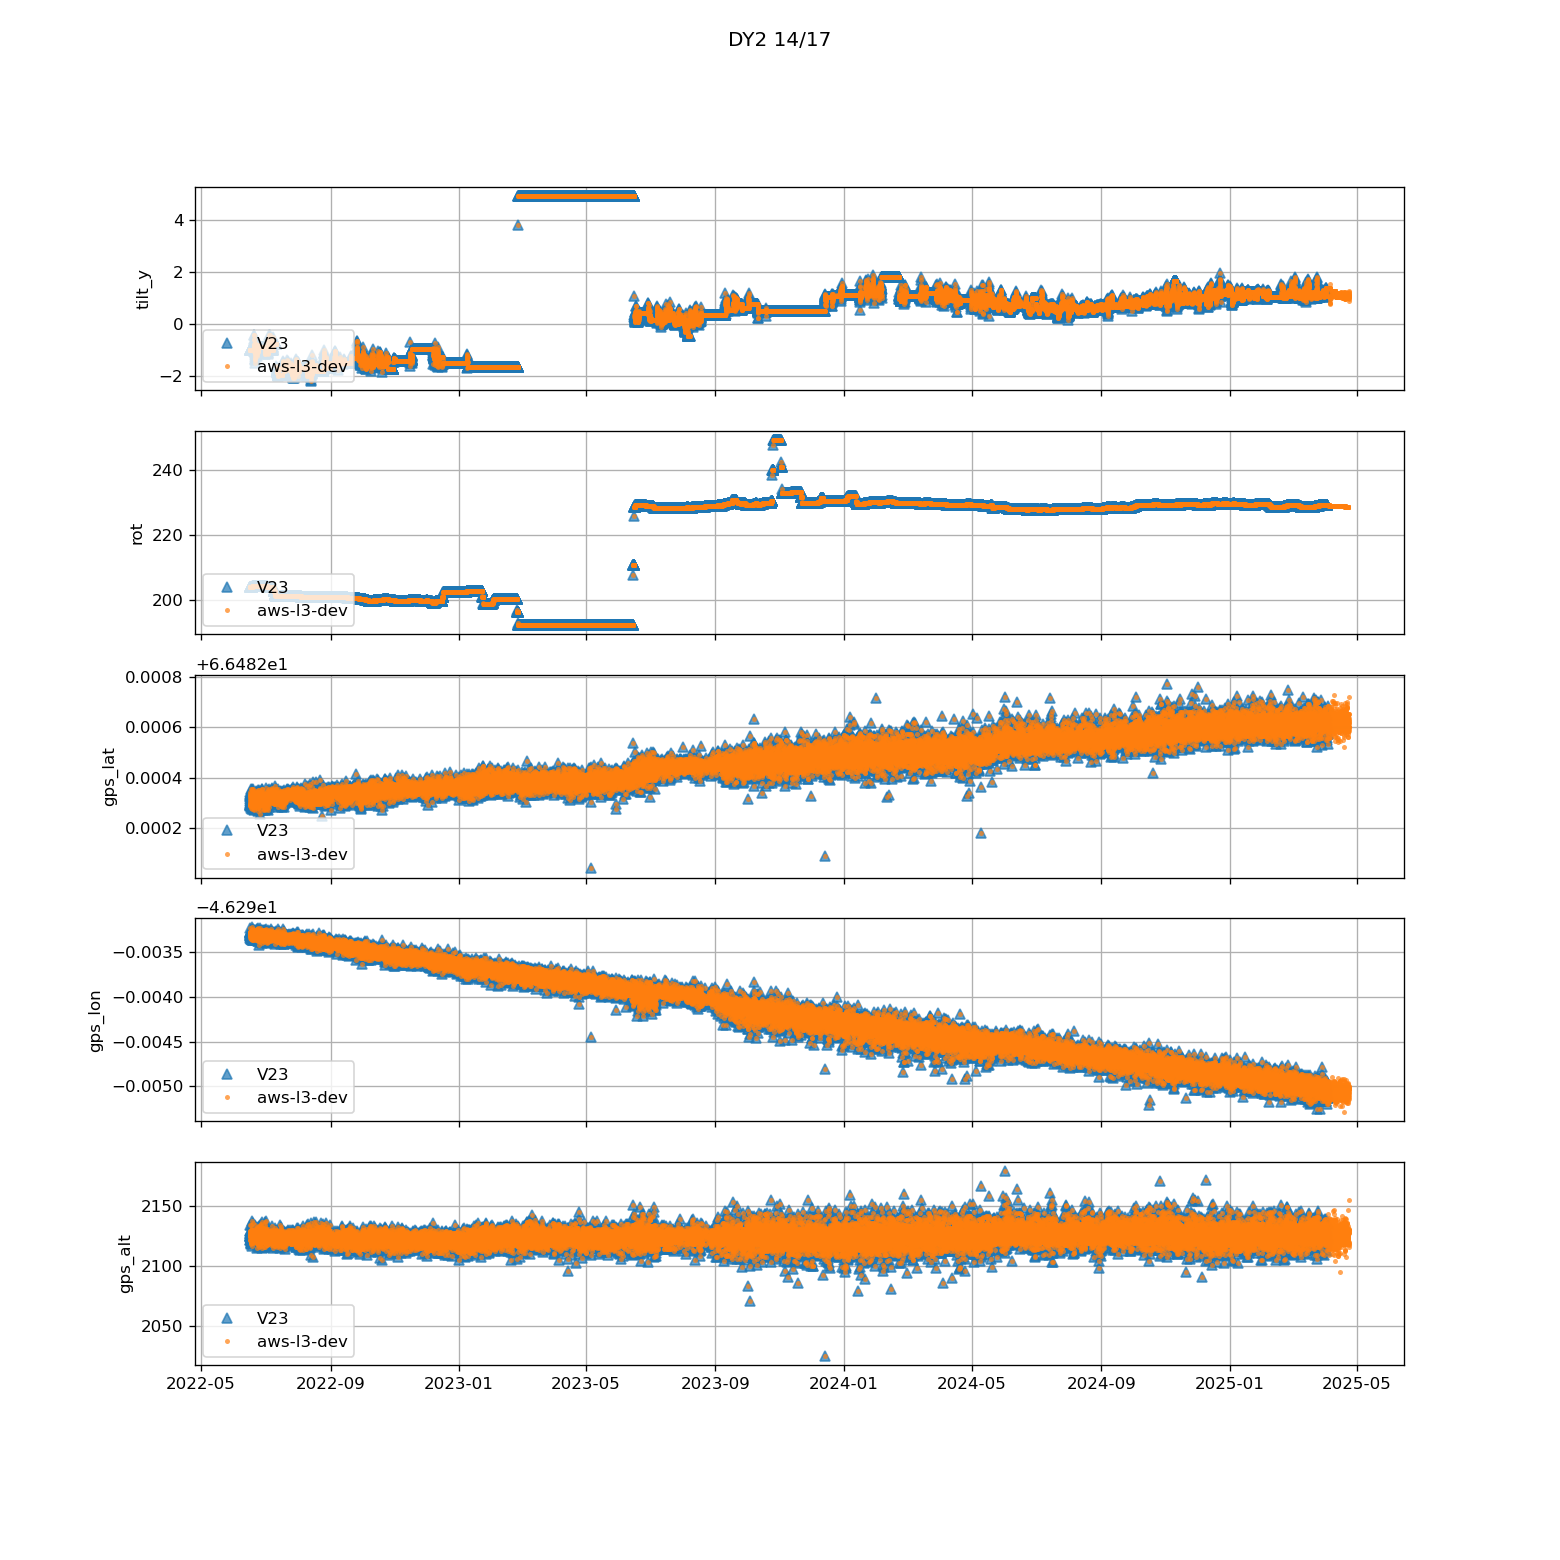 DY2 14/17
4
2
0
−2
tilt_y
V23
aws-l3-dev
240
220
200
rot
V23
aws-l3-dev
+6.6482e1
0.0008
0.0006
0.0004
0.0002
gps_lat
V23
aws-l3-dev
−4.629e1
−0.0035
−0.0040
−0.0045
−0.0050
gps_lon
V23
aws-l3-dev
2150
2100
2050
gps_alt
V23
aws-l3-dev
2022-05 2022-09 2023-01 2023-05 2023-09 2024-01 2024-05 2024-09 2025-01 2025-05